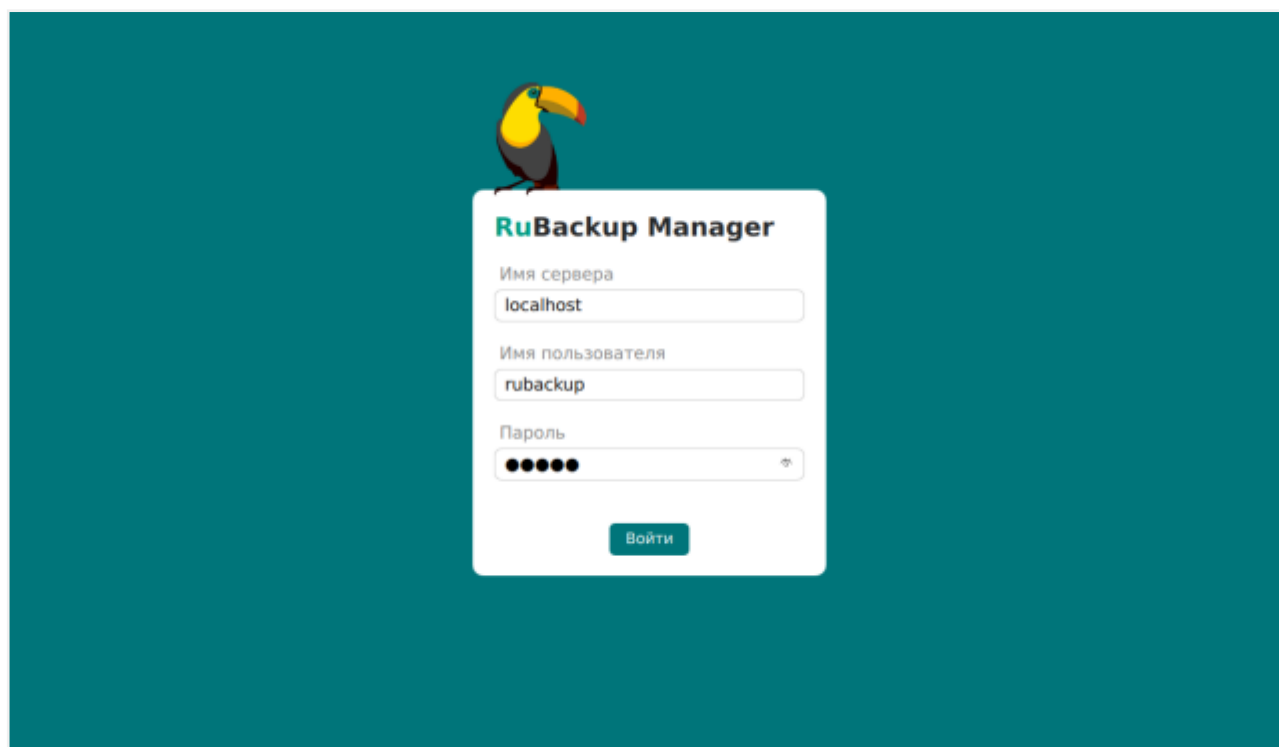 RuBackup Manager
Имя сервера
localhost
Имя пользователя
rubackup
Пароль
●●●●●
Войти